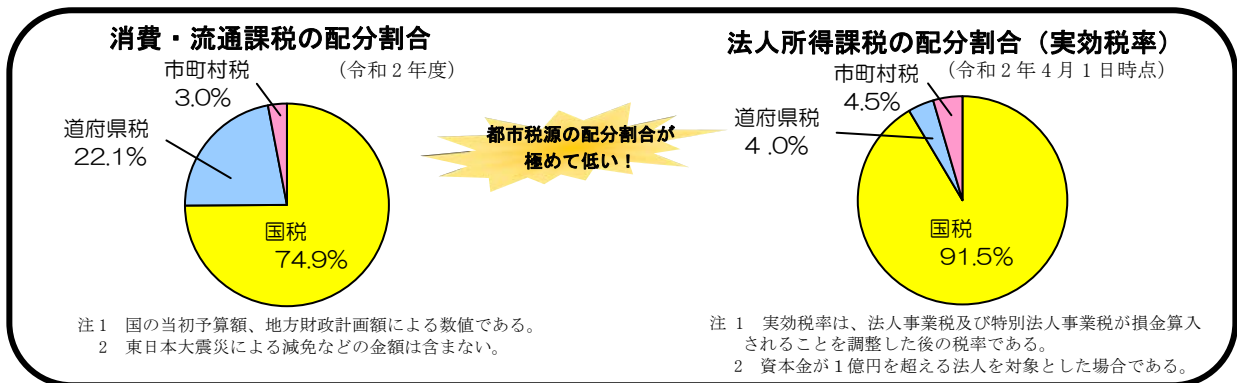 消費・流通課税の配分割合
（令和２年度）
市町村税
3.0%
道府県税
22.1%
国税
74.9%
注１　国の当初予算額、地方財政計画額による数値である。
２　東日本大震災による減免などの金額は含まない。
都市税源の配分割合が
極めて低い！
法人所得課税の配分割合（実効税率）
（令和２年４月１日時点）
市町村税
4.5%
道府県税
4.0%
国税
91.5%
注　１　実効税率は、法人事業税及び特別法人事業税が損金算入
されることを調整した後の税率である。
２　資本金が１億円を超える法人を対象とした場合である。